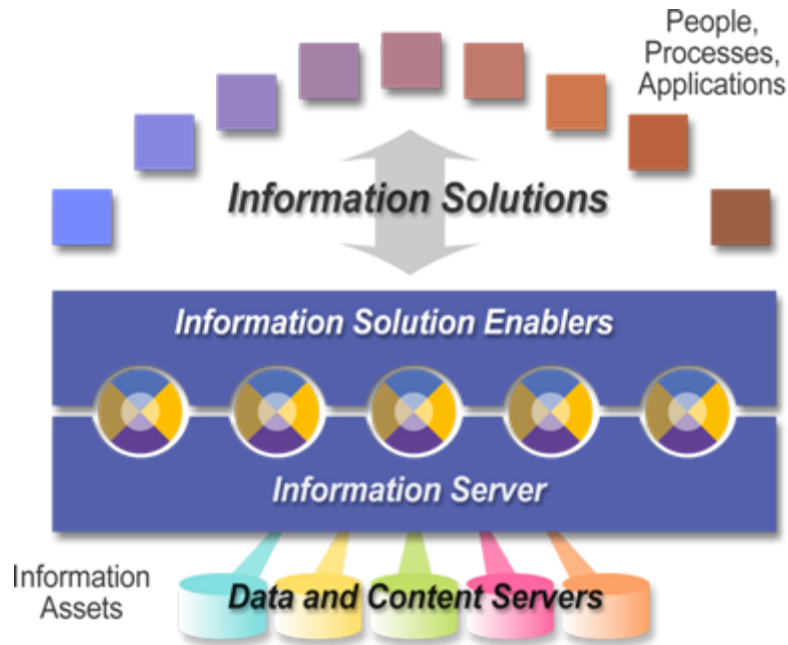 People,
Processes,
Applications
Information Solutions
Information Solution Enablers
Information Server
Information
Assets
Data and Content Servers